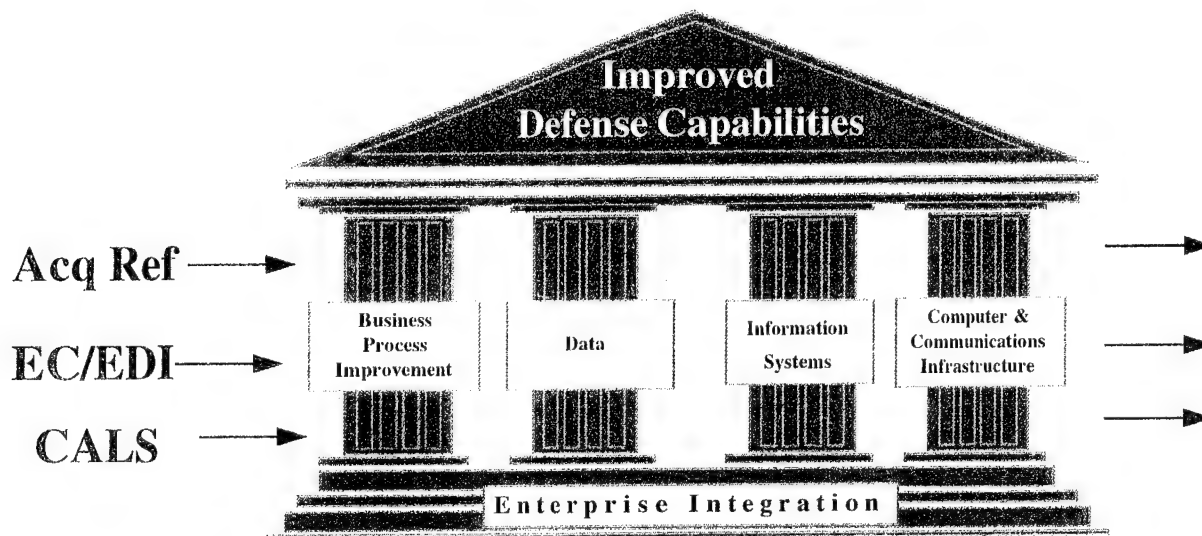 Improved
Defense Capabilities
Acq Ref
EC/EDI
CALS
Business
Process
Improvement
Data
Information
Systems
Computer &
Communications
Infrastructure
Enterprise Integration